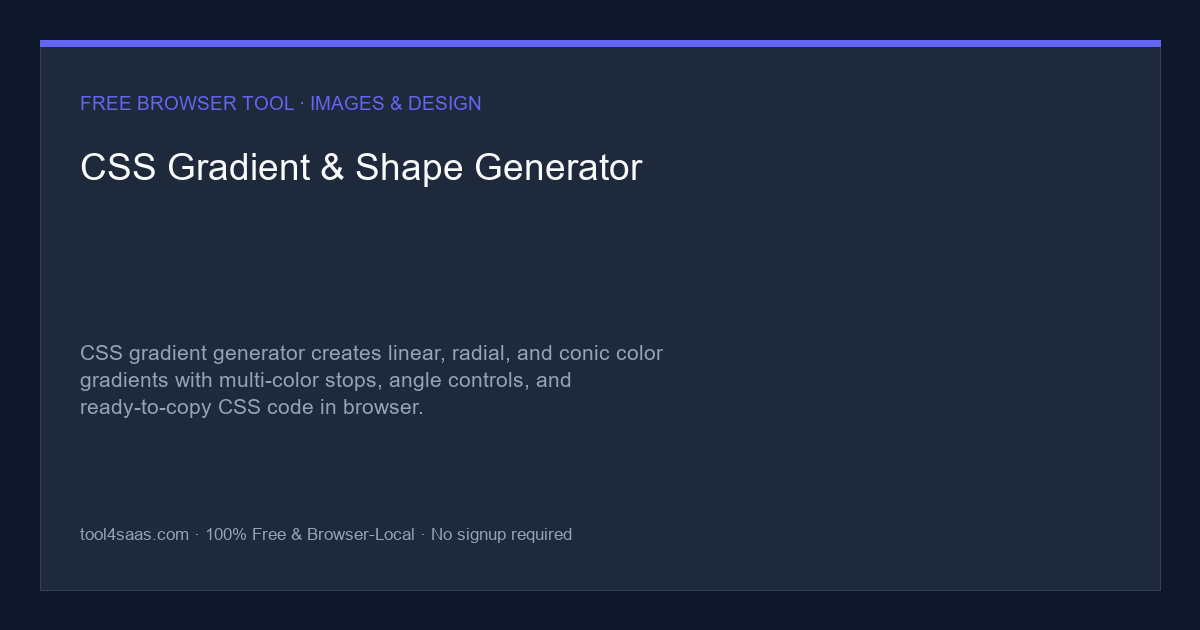 FREE BROWSER TOOL · IMAGES & DESIGN
CSS Gradient & Shape Generator
CSS gradient generator creates linear, radial, and conic color
gradients with multi-color stops, angle controls, and
ready-to-copy CSS code in browser.
tool4saas.com · 100% Free & Browser-Local · No signup required